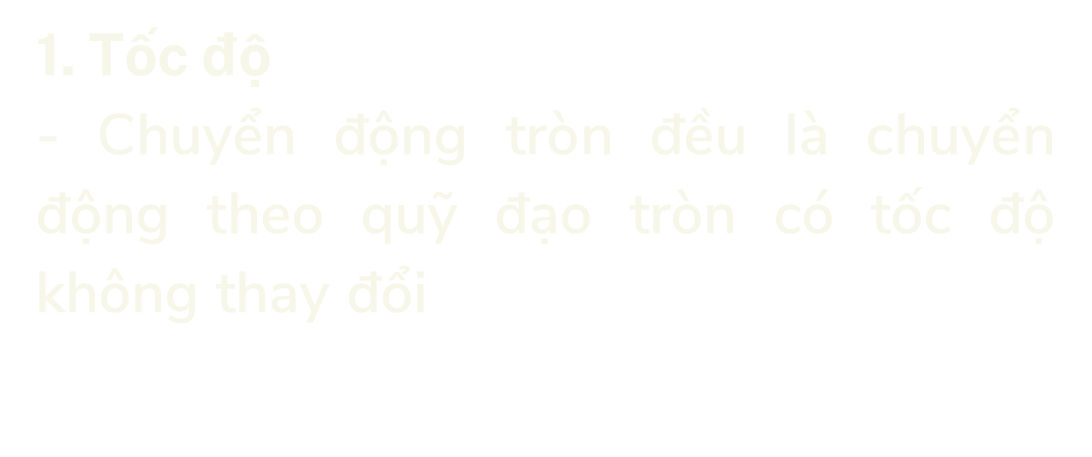 1. Tốc độ
- Chuyển động tròn đều là chuyển
động theo quỹ đạo tròn có tốc độ
không thay đổi